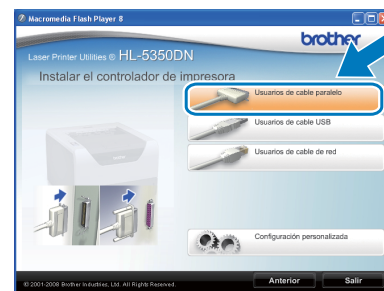 Macromedia Flash Player 8
brother
Laser Printer Utilities © HL-5350DN
Instalar el controlador de impresora
Usuarios de cable paralelo
Usuarios de cable USB
Usuarios de cable de red
Configuración personalizada
© 2001-2008 Brother Industries, Ltd. All Rights Reserved.
Anterior
Salir